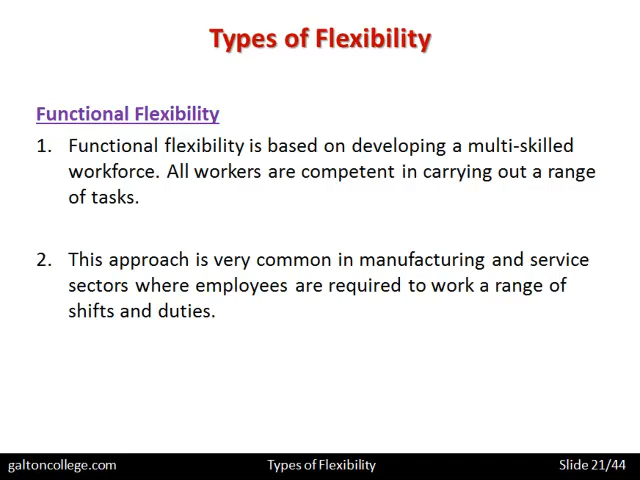 Types of Flexibility
Functional Flexibility
1. Functional flexibility is based on developing a multi-skilled
workforce. All workers are competent in carrying out a range
of tasks.
2. This approach is very common in manufacturing and service
sectors where employees are required to work a range of
shifts and duties.
galtoncollege.com Types of Flexibility Slide 21/44